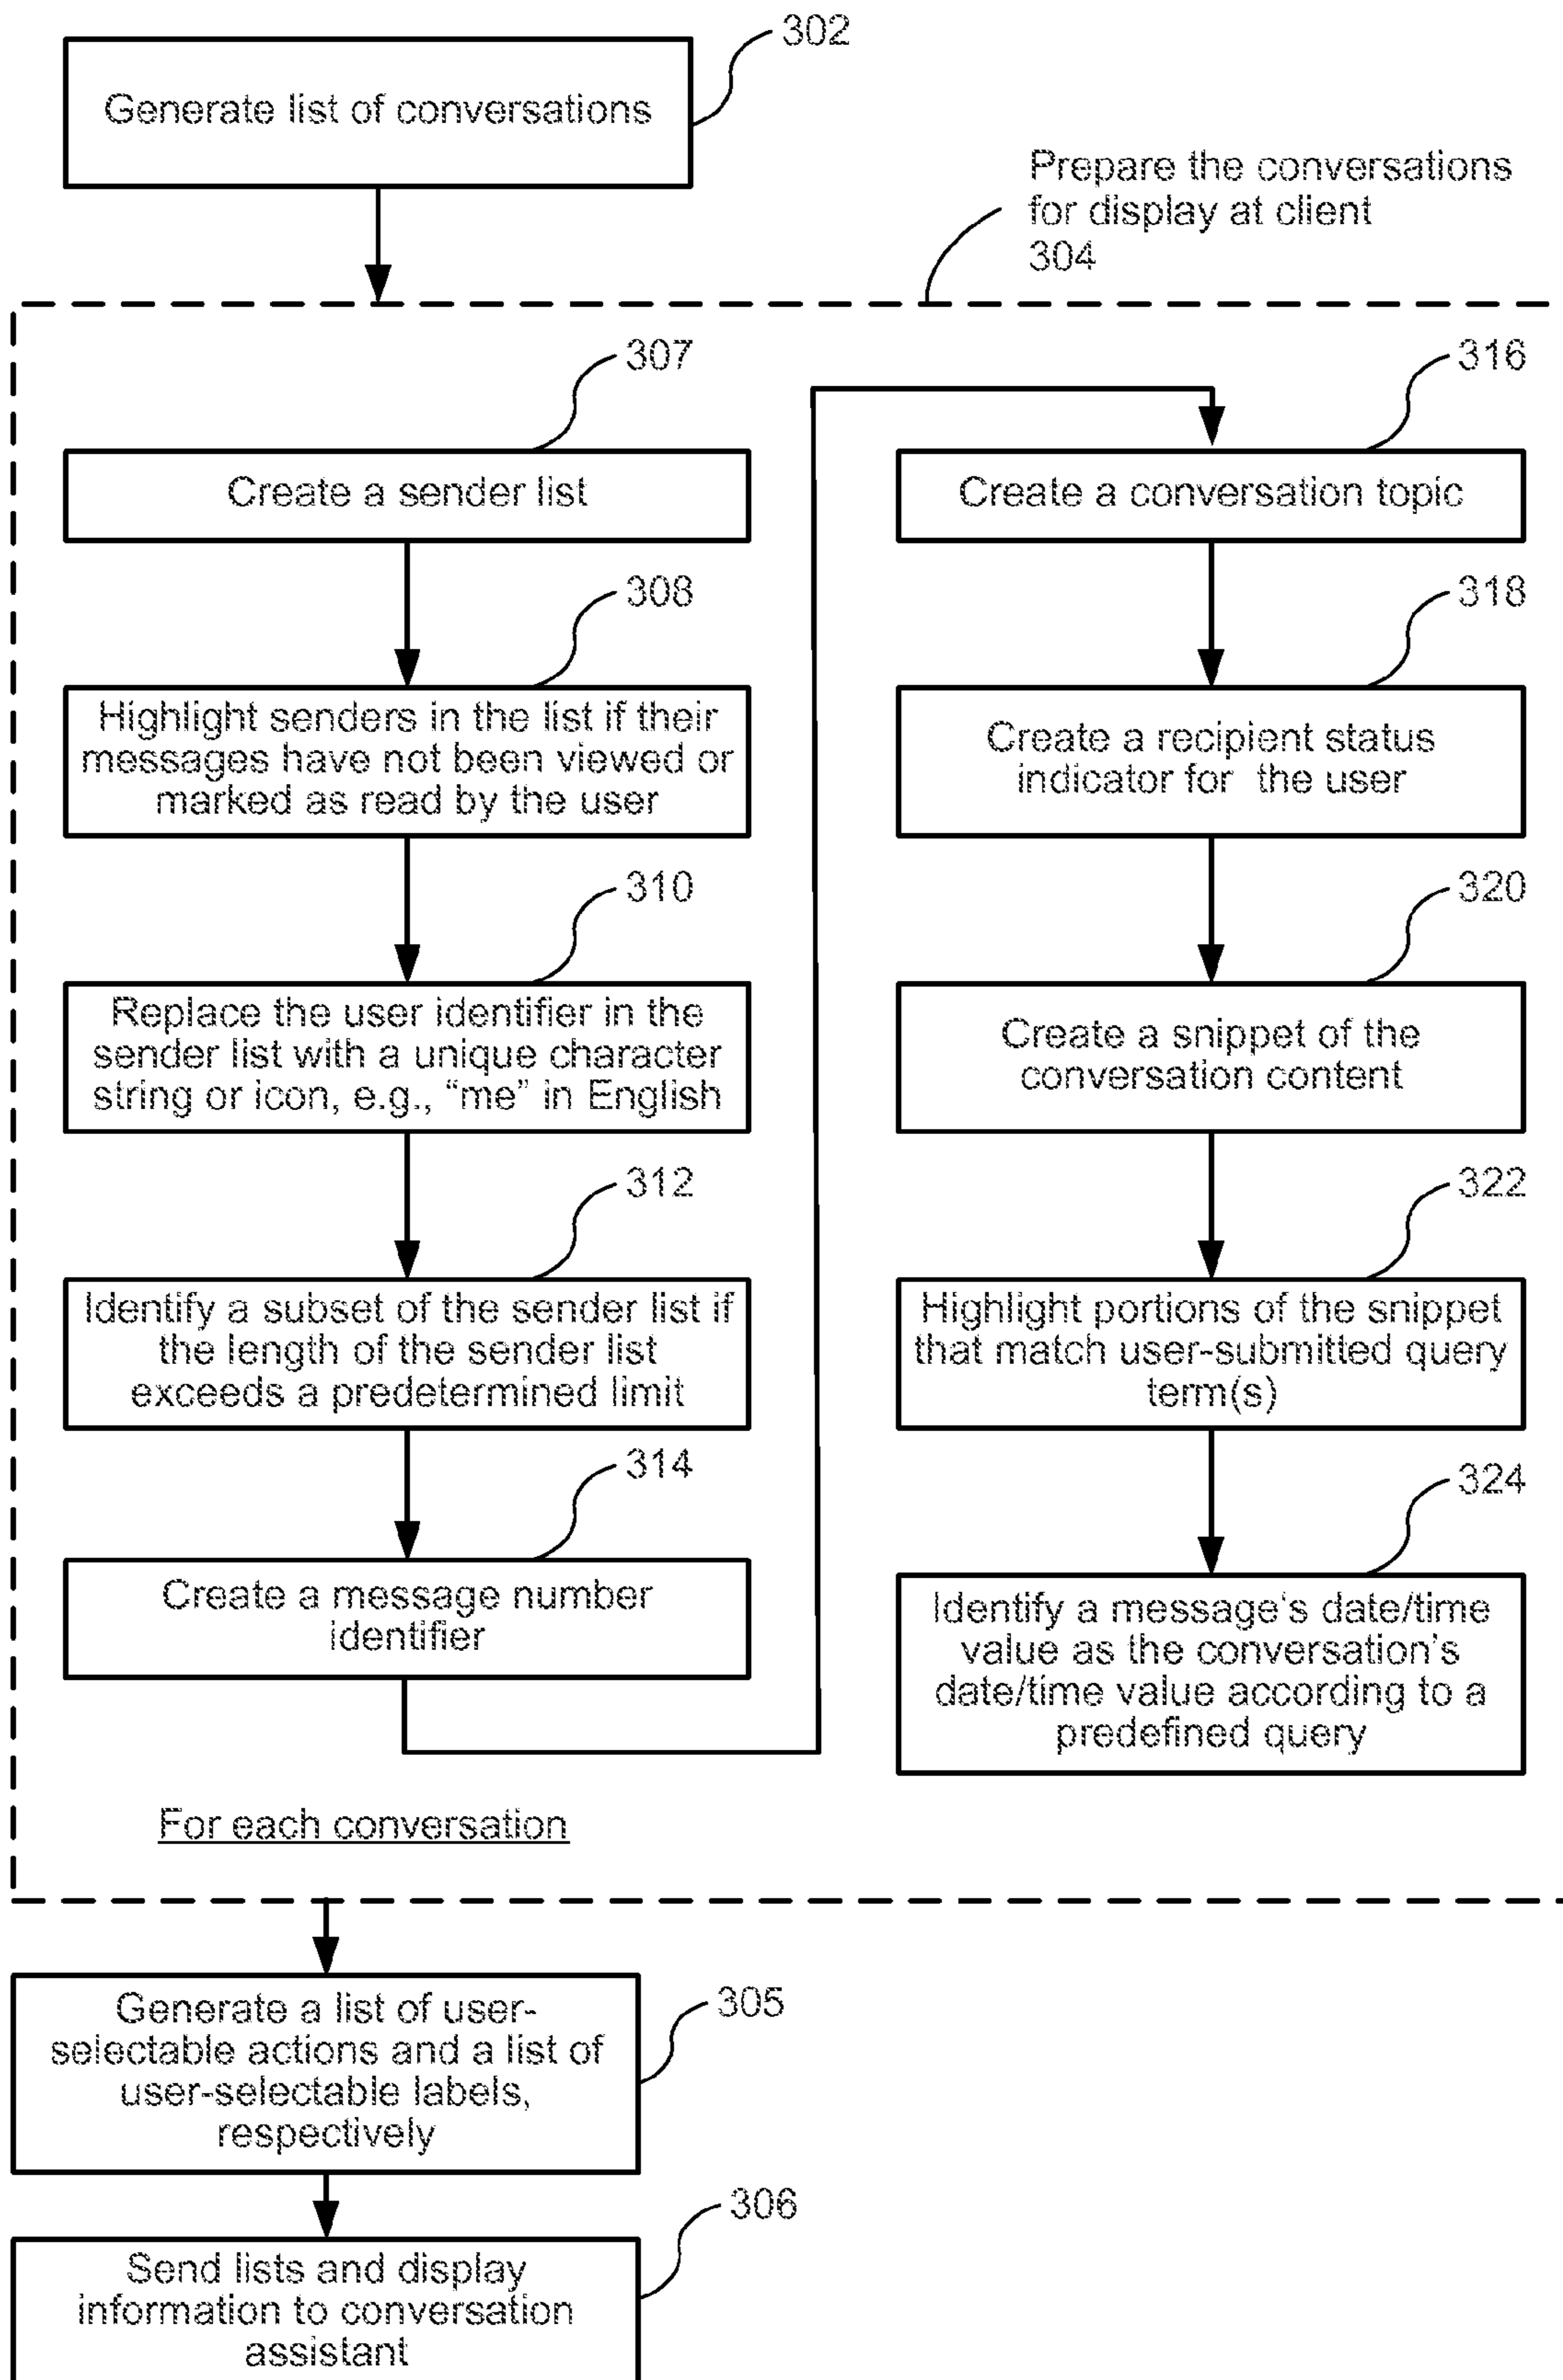 302
Generate list of conversations
Prepare the conversations
for display at client
304
307
Create a sender list
308
Highlight senders in the list if their
messages have not been viewed or
marked as read by the user
310
Replace the user identifier in the
sender list with a unique character
string or icon, e.g., “me” in English
312
Identify a subset of the sender list if
the length of the sender list
exceeds a predetermined limit
314
Create a message number
identifier
316
Create a conversation topic
318
Create a recipient status
indicator for the user
320
Create a snippet of the
conversation content
322
Highlight portions of the snippet
that match user-submitted query
term(s)
324
Identify a message‘s date/time
value as the conversation’s
date/time value according to a
predefined query
For each conversation
305
Generate a list of user-
selectable actions and a list of
user-selectable labels,
respectively
306
Send lists and display
information to conversation
assistant